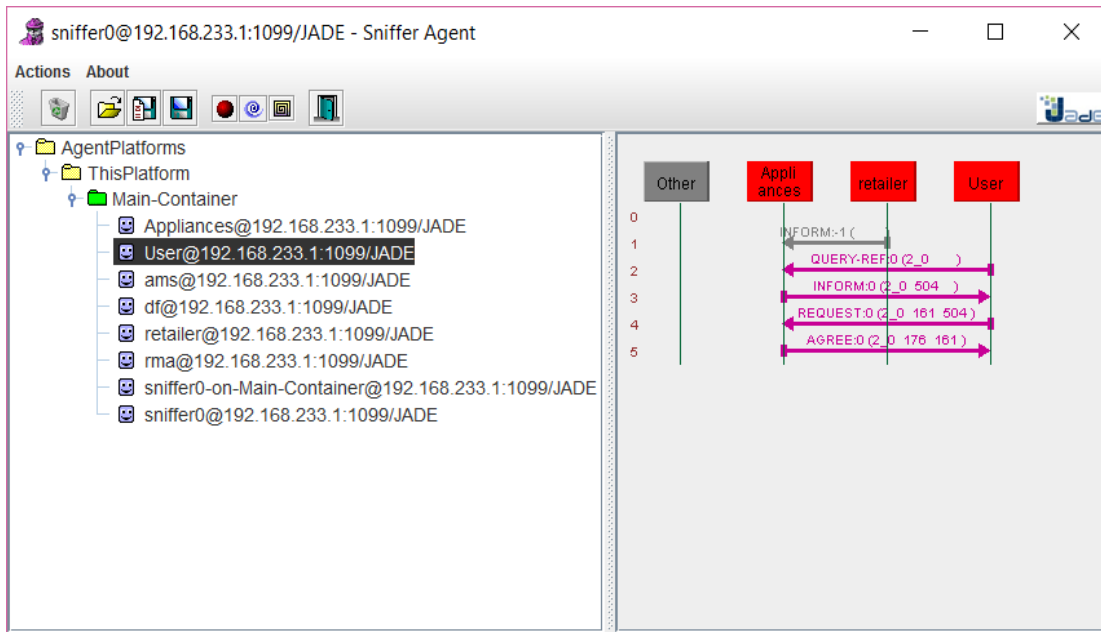 sniffer0@192.168.233.1:1099/JADE - Sniffer Agent
Actions About
Jade
AgentPlatforms
ThisPlatform
Main-Container
Appliances@192.168.233.1:1099/JADE
User@192.168.233.1:1099/JADE
ams@192.168.233.1:1099/JADE
df@192.168.233.1:1099/JADE
retailer@192.168.233.1:1099/JADE
rma@192.168.233.1:1099/JADE
sniffer0-on-Main-Container@192.168.233.1:1099/JADE
sniffer0@192.168.233.1:1099/JADE
Other
Appli
ances
retailer
User
0
INFORM:-1 (
1
QUERY-REF:0 (2_0 )
2
INFORM:0 (2_0 504 )
3
REQUEST:0 (2_0 161 504 )
4
AGREE:0 (2_0 176 161 )
5